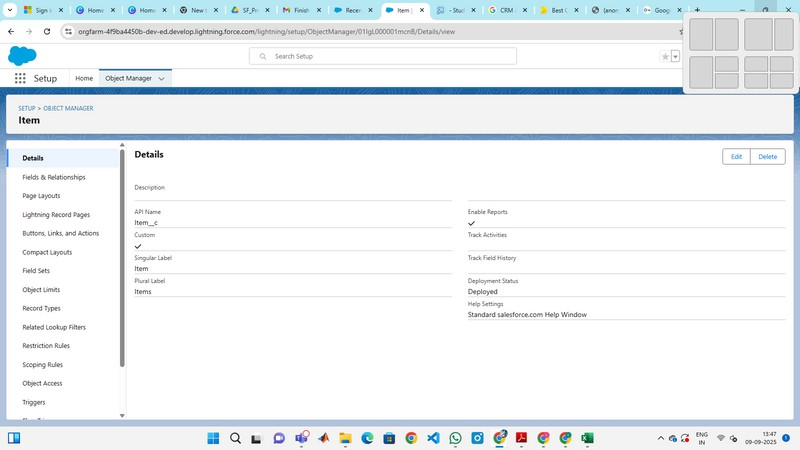 Sign i
Home
Home
New t
SF_Pr
Finish
Recen
Item |
- Stud
CRM
Best C
(anon
Googl
orgfarm-4f9ba4450b-dev-ed.develop.lightning.force.com/lightning/setup/ObjectManager/01IgL000001mcnB/Details/view
Search Setup
Setup
Home
Object Manager
SETUP > OBJECT MANAGER
Item
Details
Fields & Relationships
Page Layouts
Lightning Record Pages
Buttons, Links, and Actions
Compact Layouts
Field Sets
Object Limits
Record Types
Related Lookup Filters
Restriction Rules
Scoping Rules
Object Access
Triggers
Details
Edit
Delete
Description
API Name
Item__c
Custom
Singular Label
Item
Plural Label
Items
Enable Reports
Track Activities
Track Field History
Deployment Status
Deployed
Help Settings
Standard salesforce.com Help Window
ENG
IN
13:47
09-09-2025